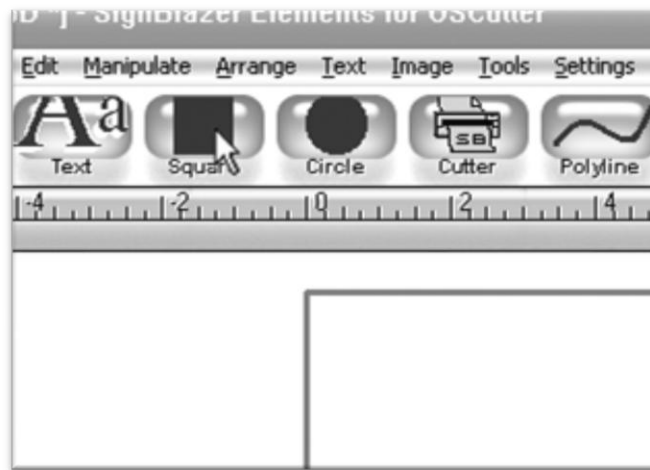 D *] - SignBlazer Elements for USCutter
Edit Manipulate Arrange Text Image Tools Settings
Aa SB
Text Square Circle Cutter Polyline
-4 -2 0 2 4